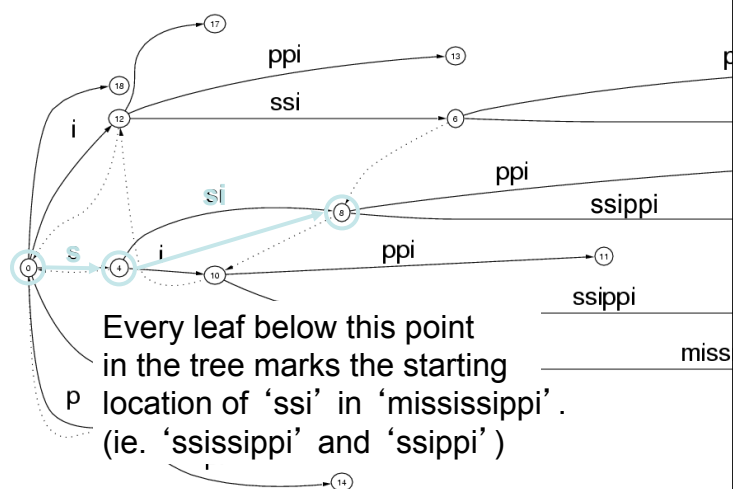 17
ppi
13
p
18
ssi
12
6
i
si
ppi
8
ssippi
s
i
ppi
11
0
4
10
ssippi
Every leaf below this point
in the tree marks the starting
miss
location of ‘ssi’ in ‘mississippi’.
p
(ie. ‘ssissippi’ and ‘ssippi’)
14